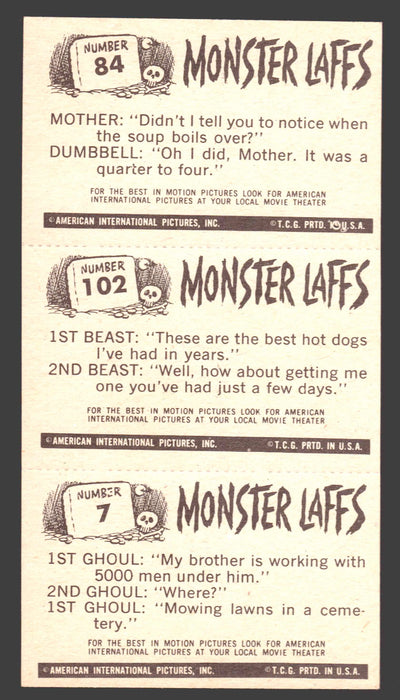 NUMBER
84
MONSTER LAFFS
MOTHER: “Didn’t I tell you to notice when
the soup boils over?”
DUMBBELL: “Oh I did, Mother. It was a
quarter to four.”
FOR THE BEST IN MOTION PICTURES LOOK FOR AMERICAN
INTERNATIONAL PICTURES AT YOUR LOCAL MOVIE THEATER
©AMERICAN INTERNATIONAL PICTURES, INC. ©T.C.G. PRTD. U.S.A.
NUMBER
102
MONSTER LAFFS
1ST BEAST: “These are the best hot dogs
I’ve had in years.”
2ND BEAST: “Well, how about getting me
one you’ve had just a few days.”
FOR THE BEST IN MOTION PICTURES LOOK FOR AMERICAN
INTERNATIONAL PICTURES AT YOUR LOCAL MOVIE THEATER
©AMERICAN INTERNATIONAL PICTURES, INC. ©T.C.G. PRTD. IN U.S.A.
NUMBER
7
MONSTER LAFFS
1ST GHOUL: “My brother is working with
5000 men under him.”
2ND GHOUL: “Where?”
1ST GHOUL: “Mowing lawns in a ceme-
tery.”
FOR THE BEST IN MOTION PICTURES LOOK FOR AMERICAN
INTERNATIONAL PICTURES AT YOUR LOCAL MOVIE THEATER
©AMERICAN INTERNATIONAL PICTURES, INC. ©T.C.G. PRTD. IN U.S.A.